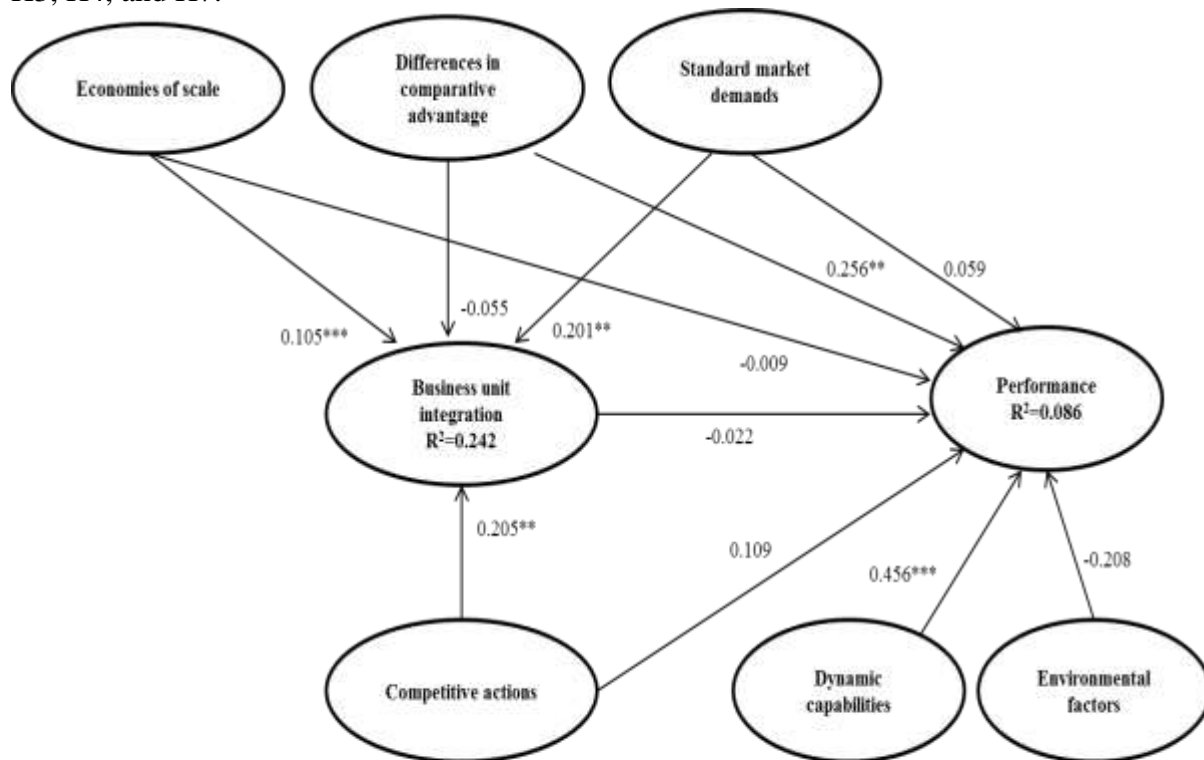 H3, H4, and H7.
Economies of scale
Differences in
comparative
advantage
Standard market
demands
0.256**
0.059
-0.055
0.105***
0.201**
-0.009
Business unit
integration
R²=0.242
Performance
R²=0.086
-0.022
0.205**
0.109
0.456***
-0.208
Competitive actions
Dynamic
capabilities
Environmental
factors